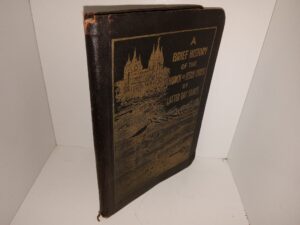 A
BRIEF HISTORY
OF THE
CHURCH OF JESUS CHRIST
OF
LATTER DAY SAINTS